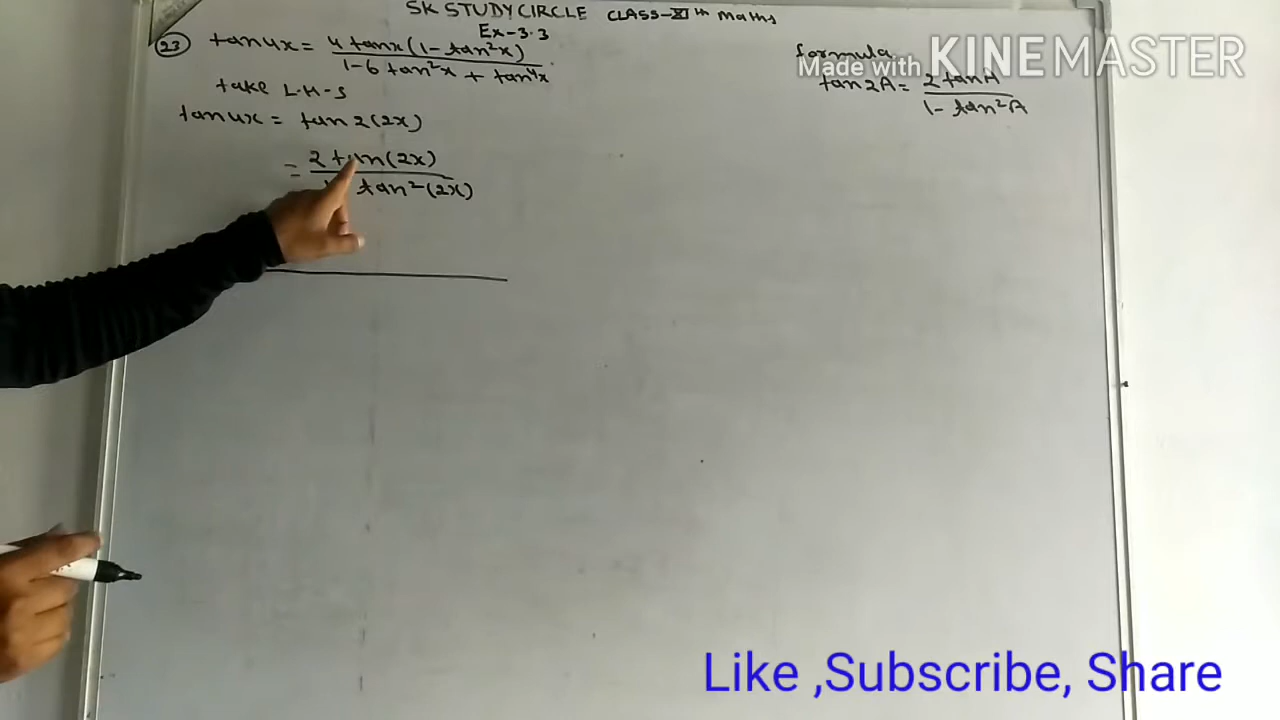 SK STUDY CIRCLE CLASS-XIth Maths
Ex-3.3
(23) tan4x = 4 tanx (1 - tan²x) / 1 - 6 tan²x + tan⁴x
take L.H.S
tan4x = tan 2(2x)
= 2 tan(2x) / tan²(2x)
formula
tan2A = 2 tanA / 1 - tan²A
Made with KINEMASTER
Like ,Subscribe, Share